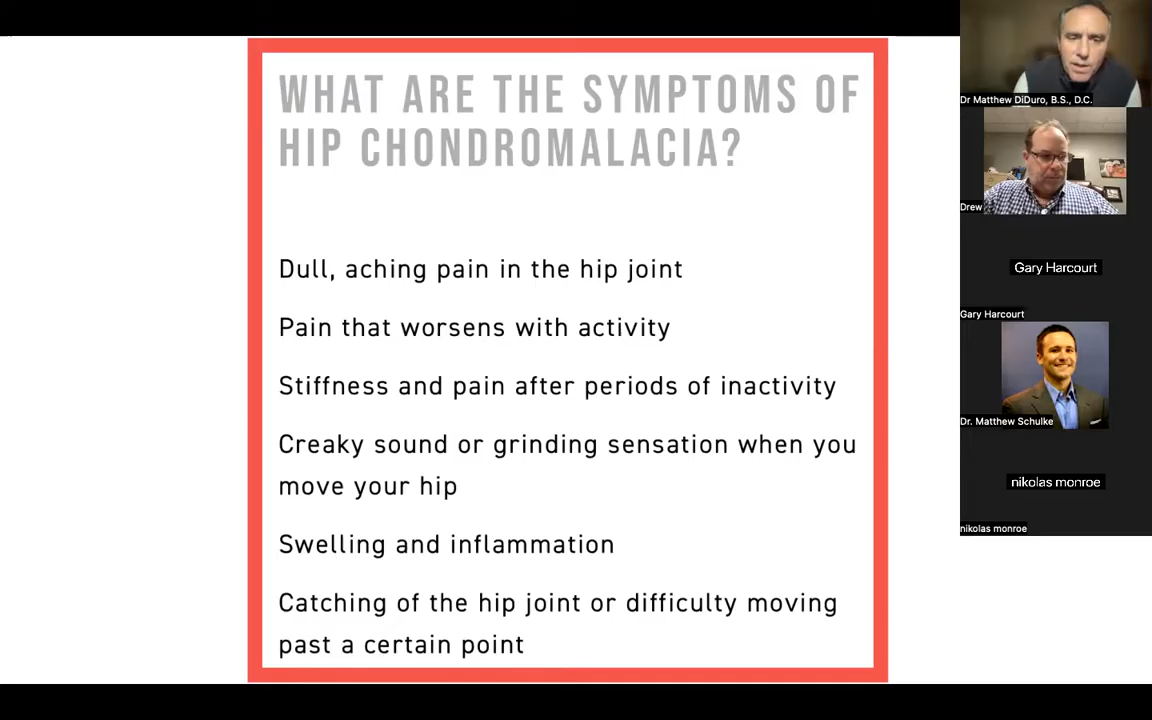 WHAT ARE THE SYMPTOMS OF
HIP CHONDROMALACIA?
Dull, aching pain in the hip joint
Pain that worsens with activity
Stiffness and pain after periods of inactivity
Creaky sound or grinding sensation when you
move your hip
Swelling and inflammation
Catching of the hip joint or difficulty moving
past a certain point
Dr Matthew DiDuro, B.S., D.C.
Drew
Gary Harcourt
Gary Harcourt
Dr. Matthew Schulke
nikolas monroe
nikolas monroe